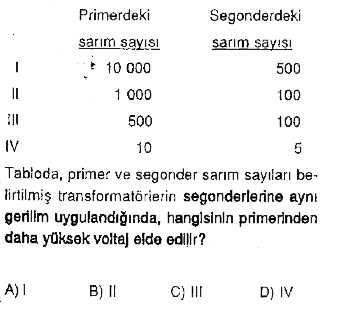 Primerdeki Segonderdeki
sarım sayısı sarım sayısı
I 10 000 500
II 1 000 100
III 500 100
IV 10 5
Tabloda, primer ve segonder sarım sayıları be-
lirtilmiş transformatörlerin segonderlerine aynı
gerilim uygulandığında, hangisinin primerinden
daha yüksek voltaj elde edilir?
A) I B) II C) III D) IV